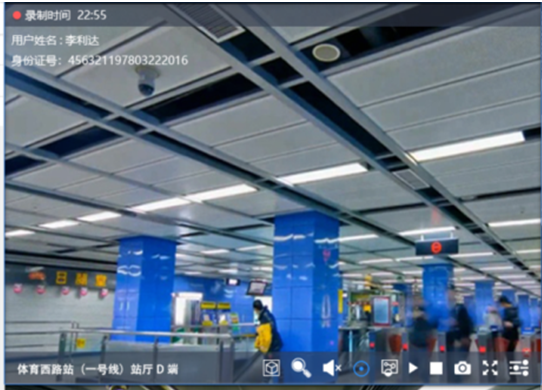 录制时间 22:55
用户姓名：李利达
身份证号：456321197803222016
体育西路站（一号线）站厅 D 端